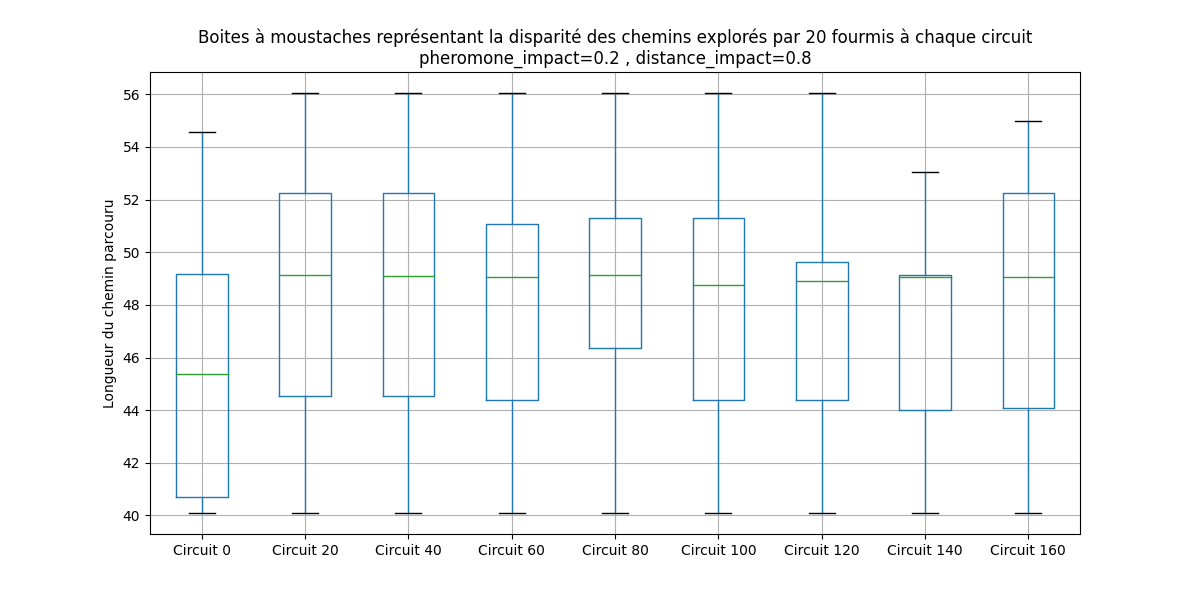 Boites à moustaches représentant la disparité des chemins explorés par 20 fourmis à chaque circuit
pheromone_impact=0.2 , distance_impact=0.8
56
54
52
50
48
46
44
42
40
Longueur du chemin parcouru
Circuit 0 Circuit 20 Circuit 40 Circuit 60 Circuit 80 Circuit 100 Circuit 120 Circuit 140 Circuit 160